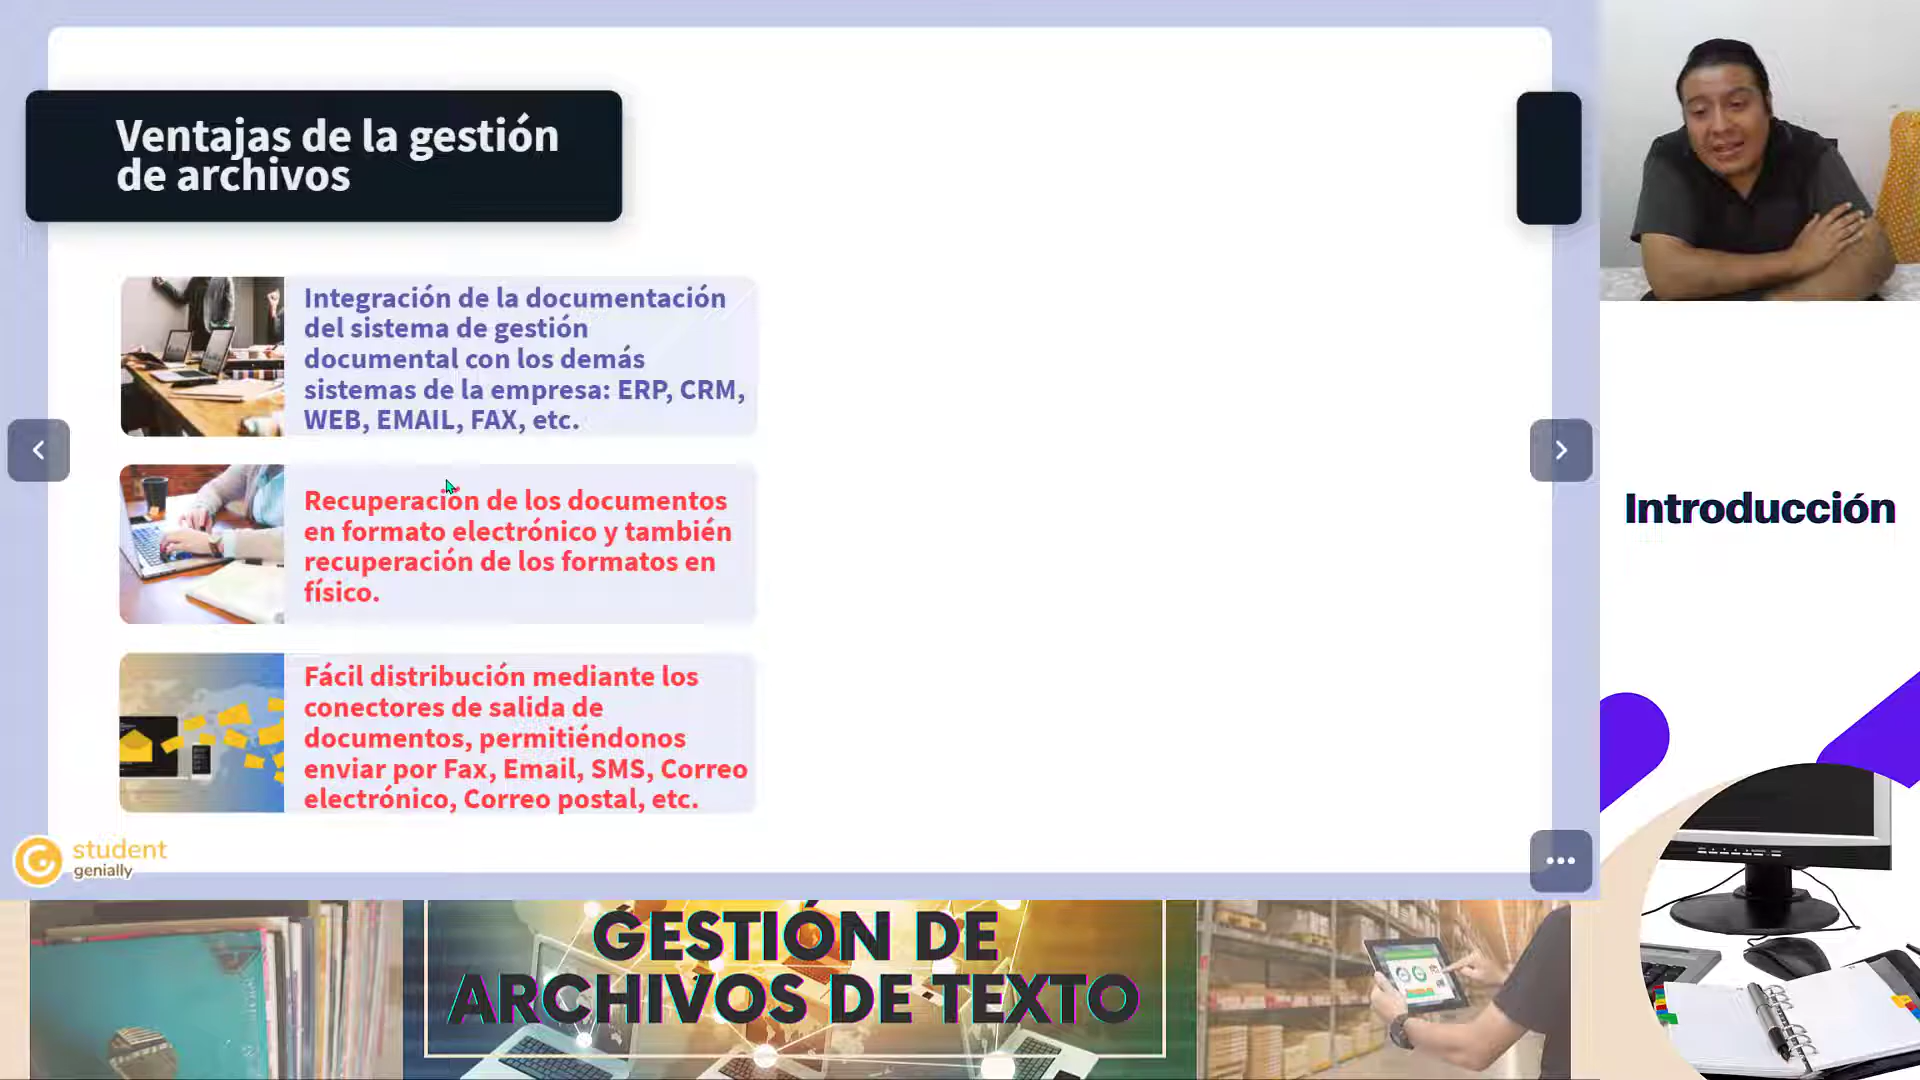 Ventajas de la gestión
de archivos
Integración de la documentación
del sistema de gestión
documental con los demás
sistemas de la empresa: ERP, CRM,
WEB, EMAIL, FAX, etc.
Recuperación de los documentos
en formato electrónico y también
recuperación de los formatos en
físico.
Fácil distribución mediante los
conectores de salida de
documentos, permitiéndonos
enviar por Fax, Email, SMS, Correo
electrónico, Correo postal, etc.
student
genially
Introducción
GESTIÓN DE
ARCHIVOS DE TEXTO